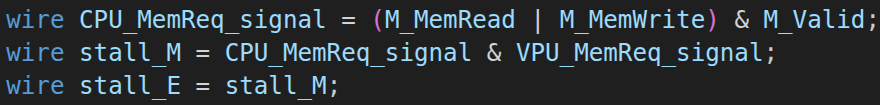 wire CPU_MemReq_signal = (M_MemRead | M_MemWrite) & M_Valid;
wire stall_M = CPU_MemReq_signal & VPU_MemReq_signal;
wire stall_E = stall_M;